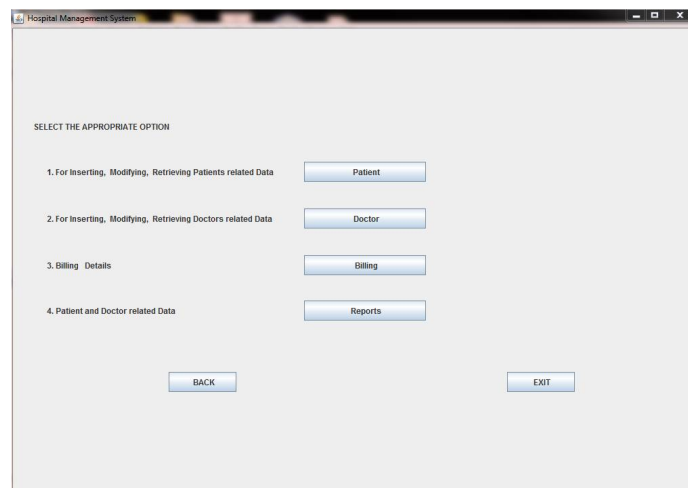 Hospital Management System
SELECT THE APPROPRIATE OPTION
1. For Inserting, Modifying, Retrieving Patients related Data Patient
2. For Inserting, Modifying, Retrieving Doctors related Data Doctor
3. Billing Details Billing
4. Patient and Doctor related Data Reports
BACK EXIT